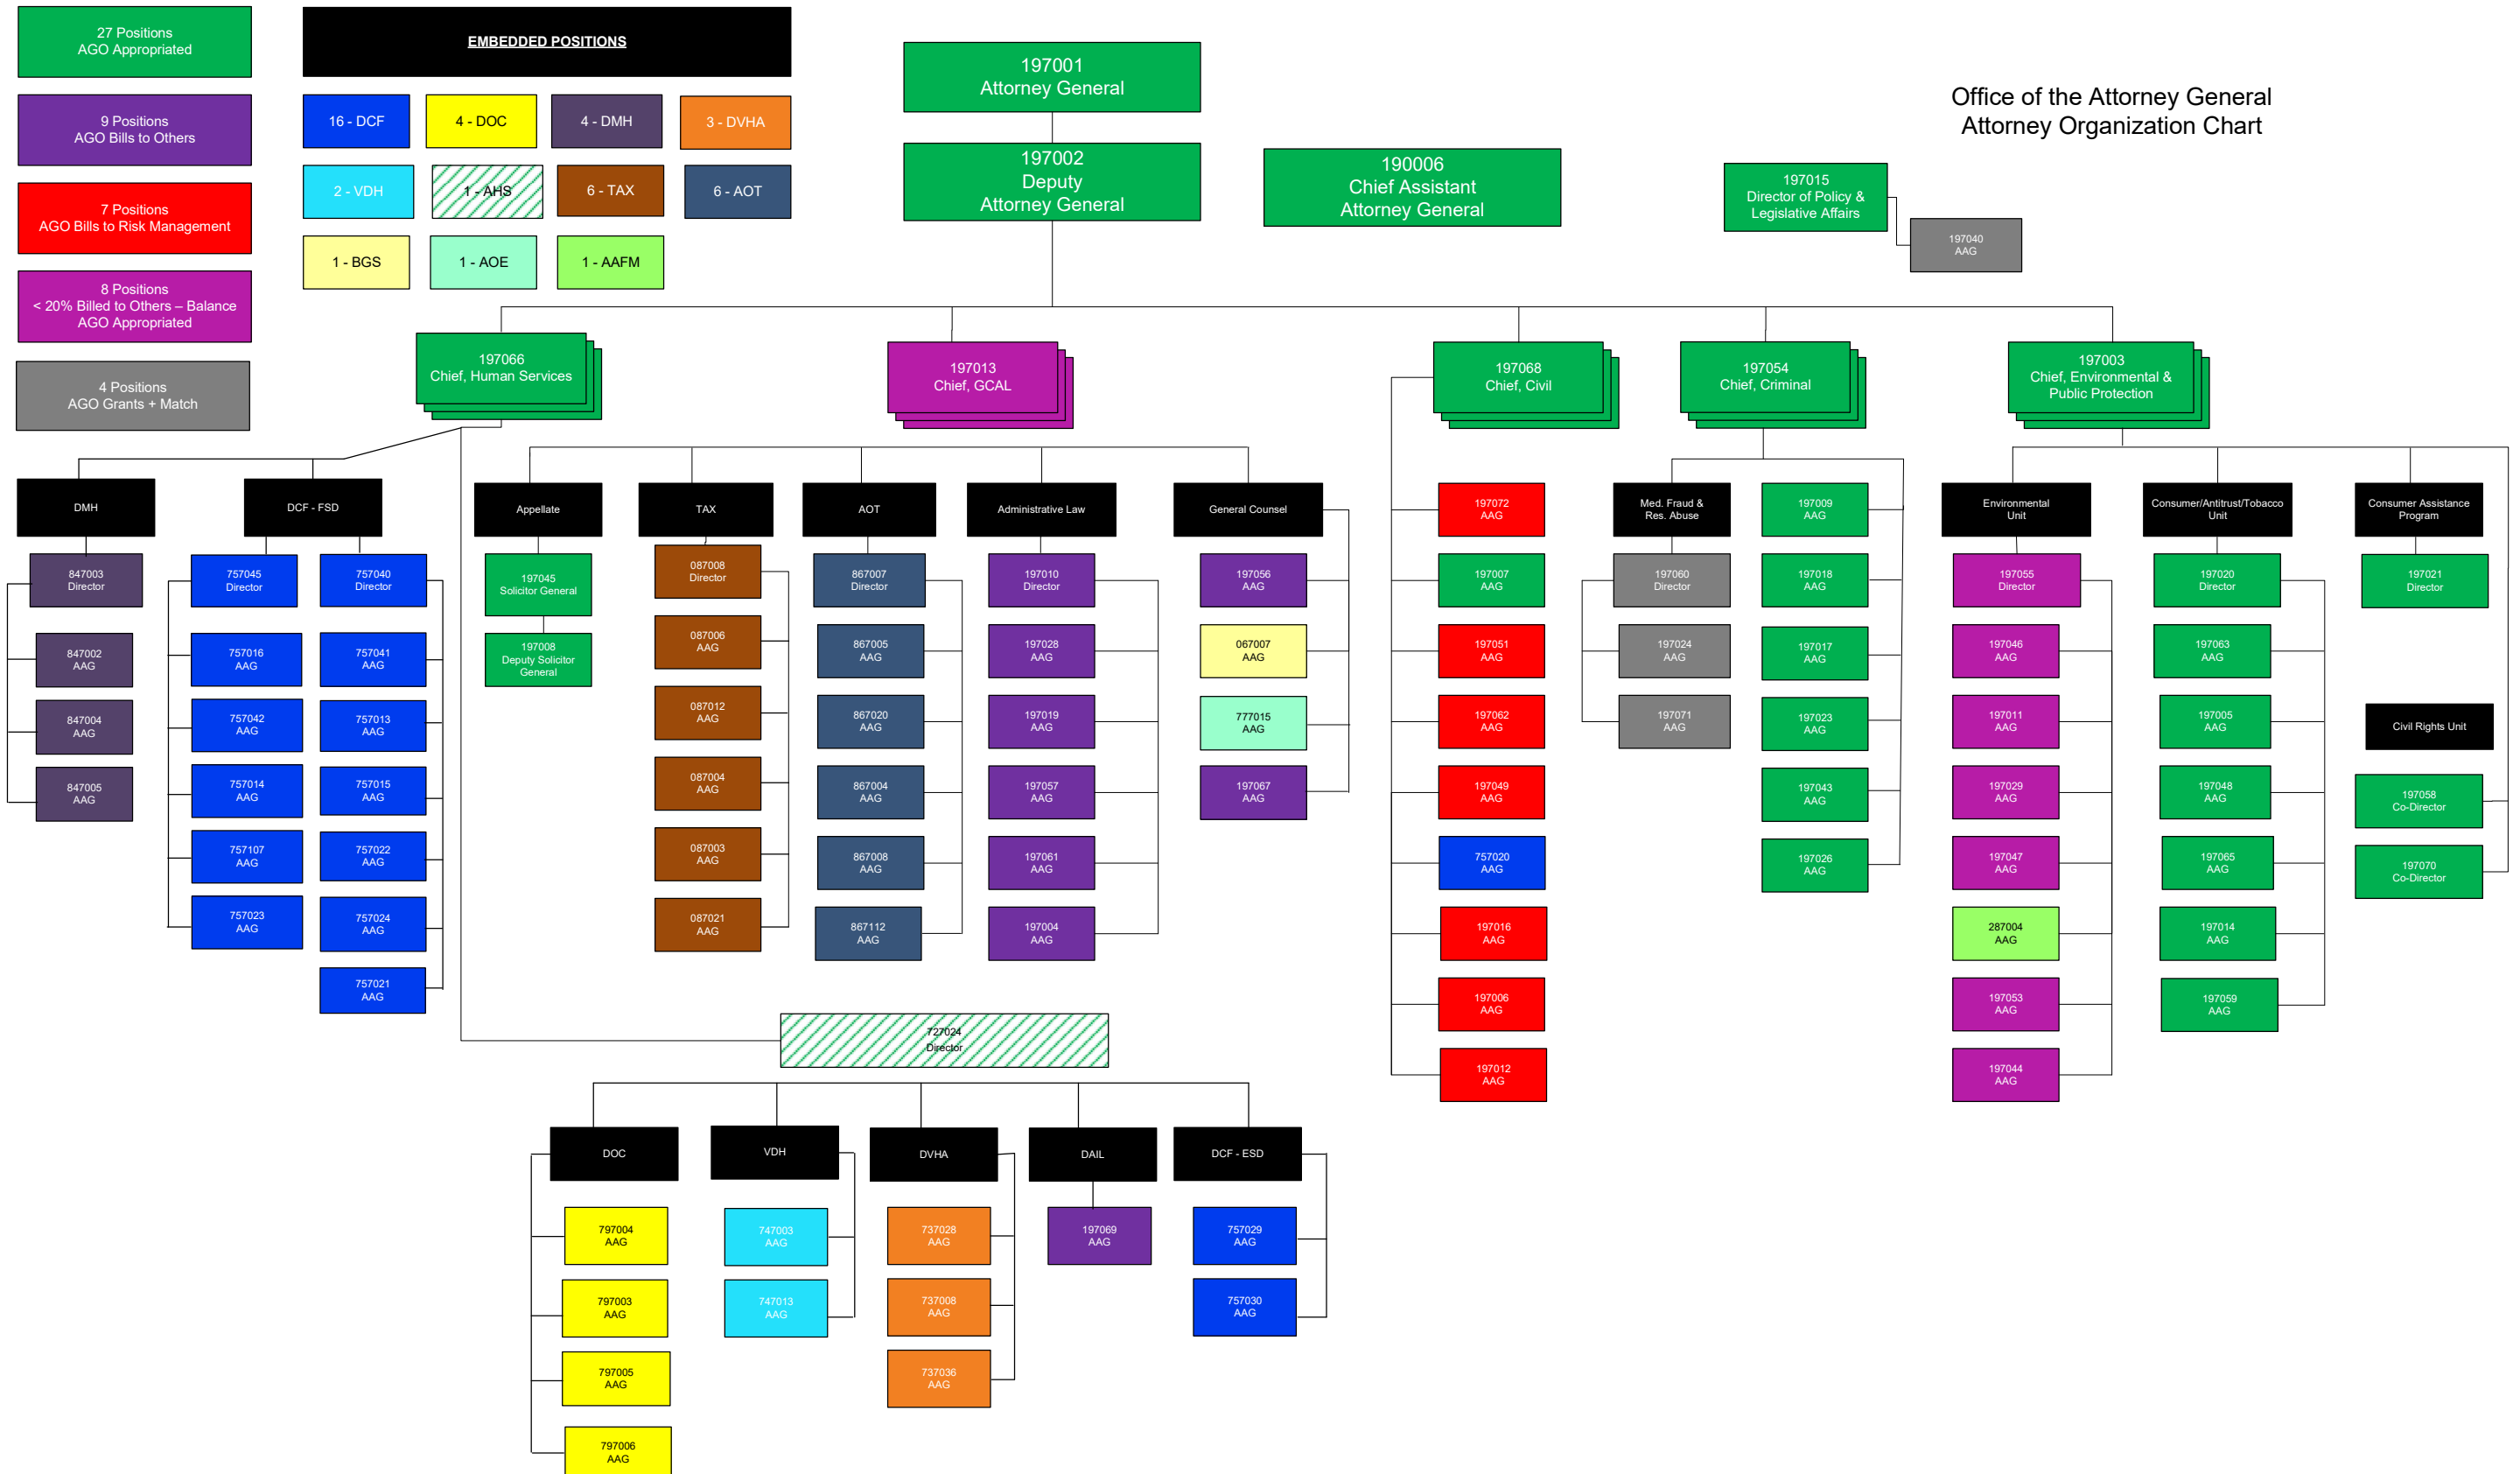 27 Positions
AGO Appropriated
9 Positions
AGO Bills to Others
7 Positions
AGO Bills to Risk Management
8 Positions
< 20% Billed to Others – Balance
AGO Appropriated
4 Positions
AGO Grants + Match
EMBEDDED POSITIONS
16 - DCF
4 - DOC
4 - DMH
3 - DVHA
2 - VDH
1 - AHS
6 - TAX
6 - AOT
1 - BGS
1 - AOE
1 - AAFM
197001
Attorney General
197002
Deputy
Attorney General
190006
Chief Assistant
Attorney General
Office of the Attorney General
Attorney Organization Chart
197015
Director of Policy &
Legislative Affairs
197040
AAG
197066
Chief, Human Services
197013
Chief, GCAL
197068
Chief, Civil
197054
Chief, Criminal
197003
Chief, Environmental &
Public Protection
DMH
847003
Director
847002
AAG
847004
AAG
847005
AAG
DCF - FSD
757045
Director
757016
AAG
757042
AAG
757014
AAG
757107
AAG
757023
AAG
757040
Director
757041
AAG
757013
AAG
757015
AAG
757022
AAG
757024
AAG
757021
AAG
Appellate
197045
Solicitor General
197008
Deputy Solicitor
General
TAX
087008
Director
087006
AAG
087012
AAG
087004
AAG
087003
AAG
087021
AAG
AOT
867007
Director
867005
AAG
867020
AAG
867004
AAG
867008
AAG
867112
AAG
Administrative Law
197010
Director
197028
AAG
197019
AAG
197057
AAG
197061
AAG
197004
AAG
General Counsel
197056
AAG
067007
AAG
777015
AAG
197067
AAG
197072
AAG
197007
AAG
197051
AAG
197062
AAG
197049
AAG
757020
AAG
197016
AAG
197006
AAG
197012
AAG
Med. Fraud &
Res. Abuse
197060
Director
197024
AAG
197071
AAG
197009
AAG
197018
AAG
197017
AAG
197023
AAG
197043
AAG
197026
AAG
Environmental
Unit
197055
Director
197046
AAG
197011
AAG
197029
AAG
197047
AAG
287004
AAG
197053
AAG
197044
AAG
Consumer/Antitrust/Tobacco
Unit
197020
Director
197063
AAG
197005
AAG
197048
AAG
197065
AAG
197014
AAG
197059
AAG
Consumer Assistance
Program
197021
Director
Civil Rights Unit
197058
Co-Director
197070
Co-Director
727024
Director
DOC
797004
AAG
797003
AAG
797005
AAG
797006
AAG
VDH
747003
AAG
747013
AAG
DVHA
737028
AAG
737008
AAG
737036
AAG
DAIL
197069
AAG
DCF - ESD
757029
AAG
757030
AAG